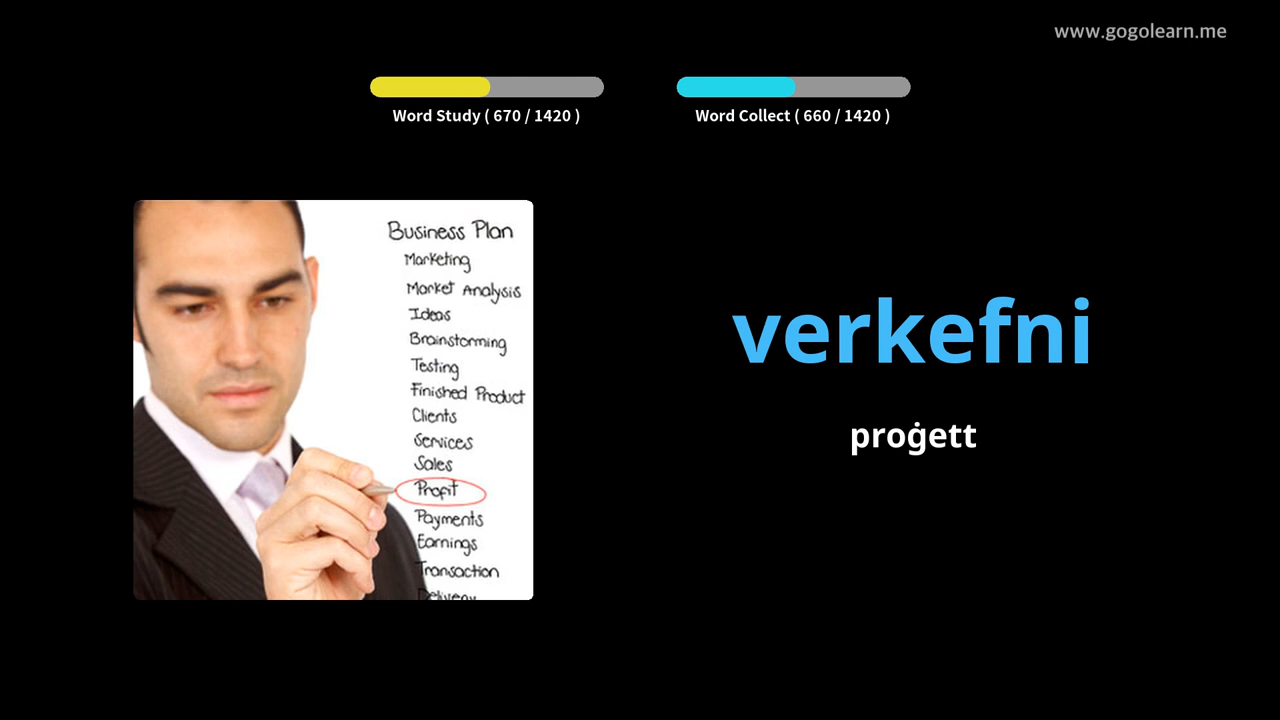 www.gogolearn.me
Word Study ( 670 / 1420 )
Word Collect ( 660 / 1420 )
Business Plan
Marketing
Market Analysis
Ideas
Brainstorming
Testing
Finished Product
Clients
Services
Sales
Profit
Payments
Earnings
Transaction
Delivery
verkefni
proġett